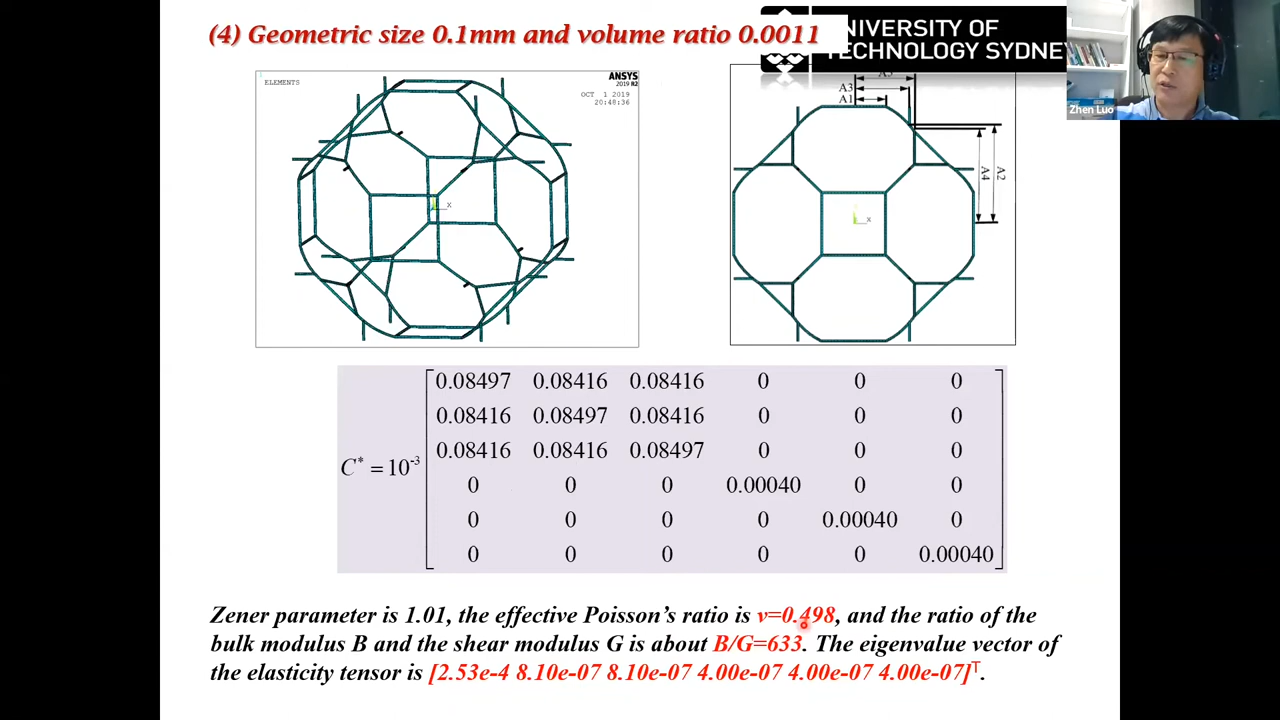 (4) Geometric size 0.1mm and volume ratio 0.0011
UNIVERSITY OF
TECHNOLOGY SYDNEY
Zhen Luo
ELEMENTS
ANSYS
2019 R2
OCT 1 2019
20:48:36
X
A3
A1
A4
A2
X
C* = 10-3
0.08497 0.08416 0.08416 0 0 0
0.08416 0.08497 0.08416 0 0 0
0.08416 0.08416 0.08497 0 0 0
0 0 0 0.00040 0 0
0 0 0 0 0.00040 0
0 0 0 0 0 0.00040
Zener parameter is 1.01, the effective Poisson's ratio is v=0.498, and the ratio of the
bulk modulus B and the shear modulus G is about B/G=633. The eigenvalue vector of
the elasticity tensor is [2.53e-4 8.10e-07 8.10e-07 4.00e-07 4.00e-07 4.00e-07]T.